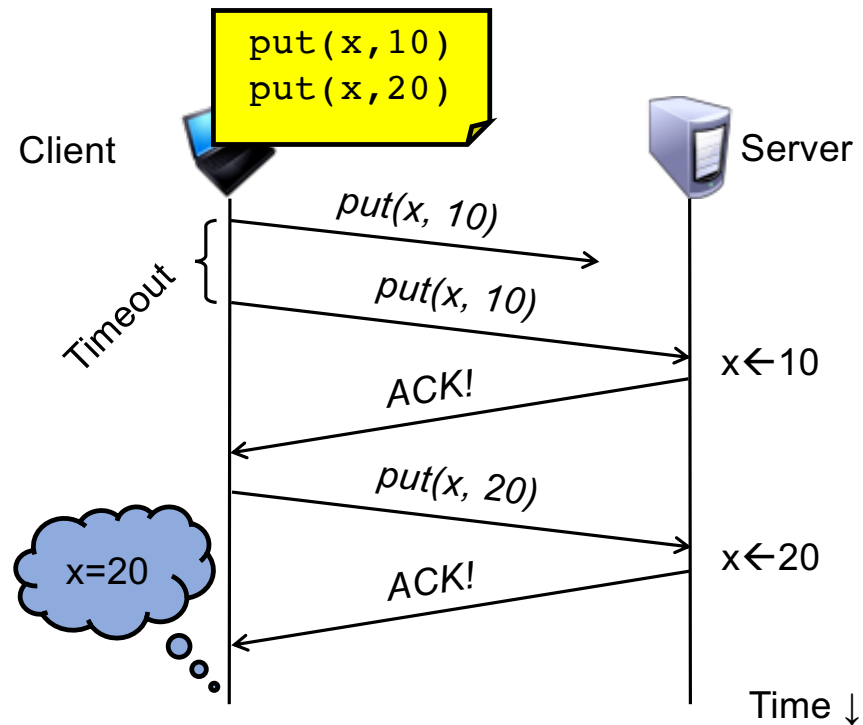 put(x,10)
put(x,20)
Client
Server
put(x, 10)
Timeout
put(x, 10)
x←10
ACK!
put(x, 20)
x=20
x←20
ACK!
Time ↓